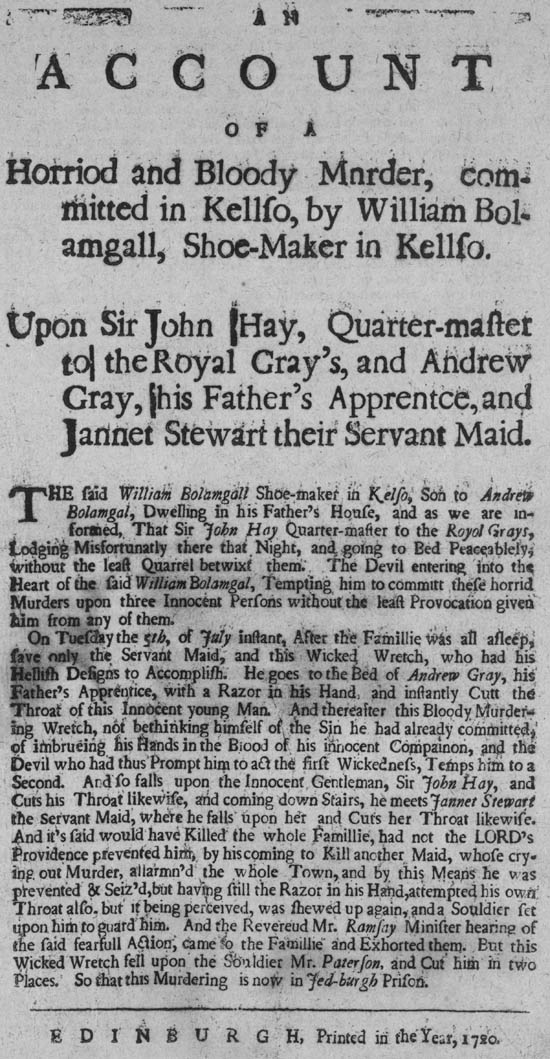 AN
ACCOUNT
OF A
Horriod and Bloody Mnrder, com-
mitted in Kellſo, by William Bol-
amgall, Shoe-Maker in Kellſo.
Upon Sir John Hay, Quarter-maſter
to the Royal Gray's, and Andrew
Gray, his Father's Apprentce, and
Jannet Stewart their Servant Maid.
THE ſaid William Bolamgall Shoe-maker in Kelſo, Son to Andrew
Bolamgal, Dwelling in his Father's Houſe, and as we are in-
formed, That Sir John Hay Quarter-maſter to the Royol Grays,
Lodging Misfortunatly there that Night, and going to Bed Peaceablely,
without the leaſt Quarrel betwixt them. The Devil entering into the
Heart of the ſaid William Bolamgal, Tempting him to committ theſe horrid
Murders upon three Innocent Perſons without the leaſt Provocation given
him from any of them.
On Tueſday the 5th, of July inſtant, After the Famillie was all aſleep,
ſave only the Servant Maid, and this Wicked Wretch, who had his
Helliſh Deſigns to Accompliſh. He goes to the Bed of Andrew Gray, his
Father's Apprentice, with a Razor in his Hand, and inſtantly Cutt the
Throat of this Innocent young Man. And thereafter this Bloody Murder-
ing Wretch, not bethinking himſelf of the Sin he had already committed,
of imbrueing his Hands in the Blood of his innocent Compainon, and the
Devil who had thus Prompt him to act the firſt Wickedneſs, Temps him to a
Second. And ſo falls upon the Innocent Gentleman, Sir John Hay, and
Cuts his Throat likewiſe, and coming down Stairs, he meets Jannet Stewart
the Servant Maid, where he falls upon her and Cuts her Throat likewiſe.
And it's ſaid would have Killed the whole Famillie, had not the LORD's
Providence prevented him, by his coming to Kill another Maid, whoſe cry-
ing out Murder, allarmn'd the whole Town, and by this Means he was
prevented & Seiz'd, but having ſtill the Razor in his Hand, attempted his own
Throat alſo. but it being perceived, was ſhewed up again, and a Souldier ſet
upon him to guard him. And theÖvereud Mr. Ramſay Miniſter hearing of
the ſaid fearfull Action, came to the Famillie and Exhorted them. But this
Wicked Wretch fell upon the Souldier Mr. Paterſon, and Cut him in two
Places. So that this Murdering is now in Jed-burgh Priſon.
EDINBURGH, Printed in the Year, 1720.